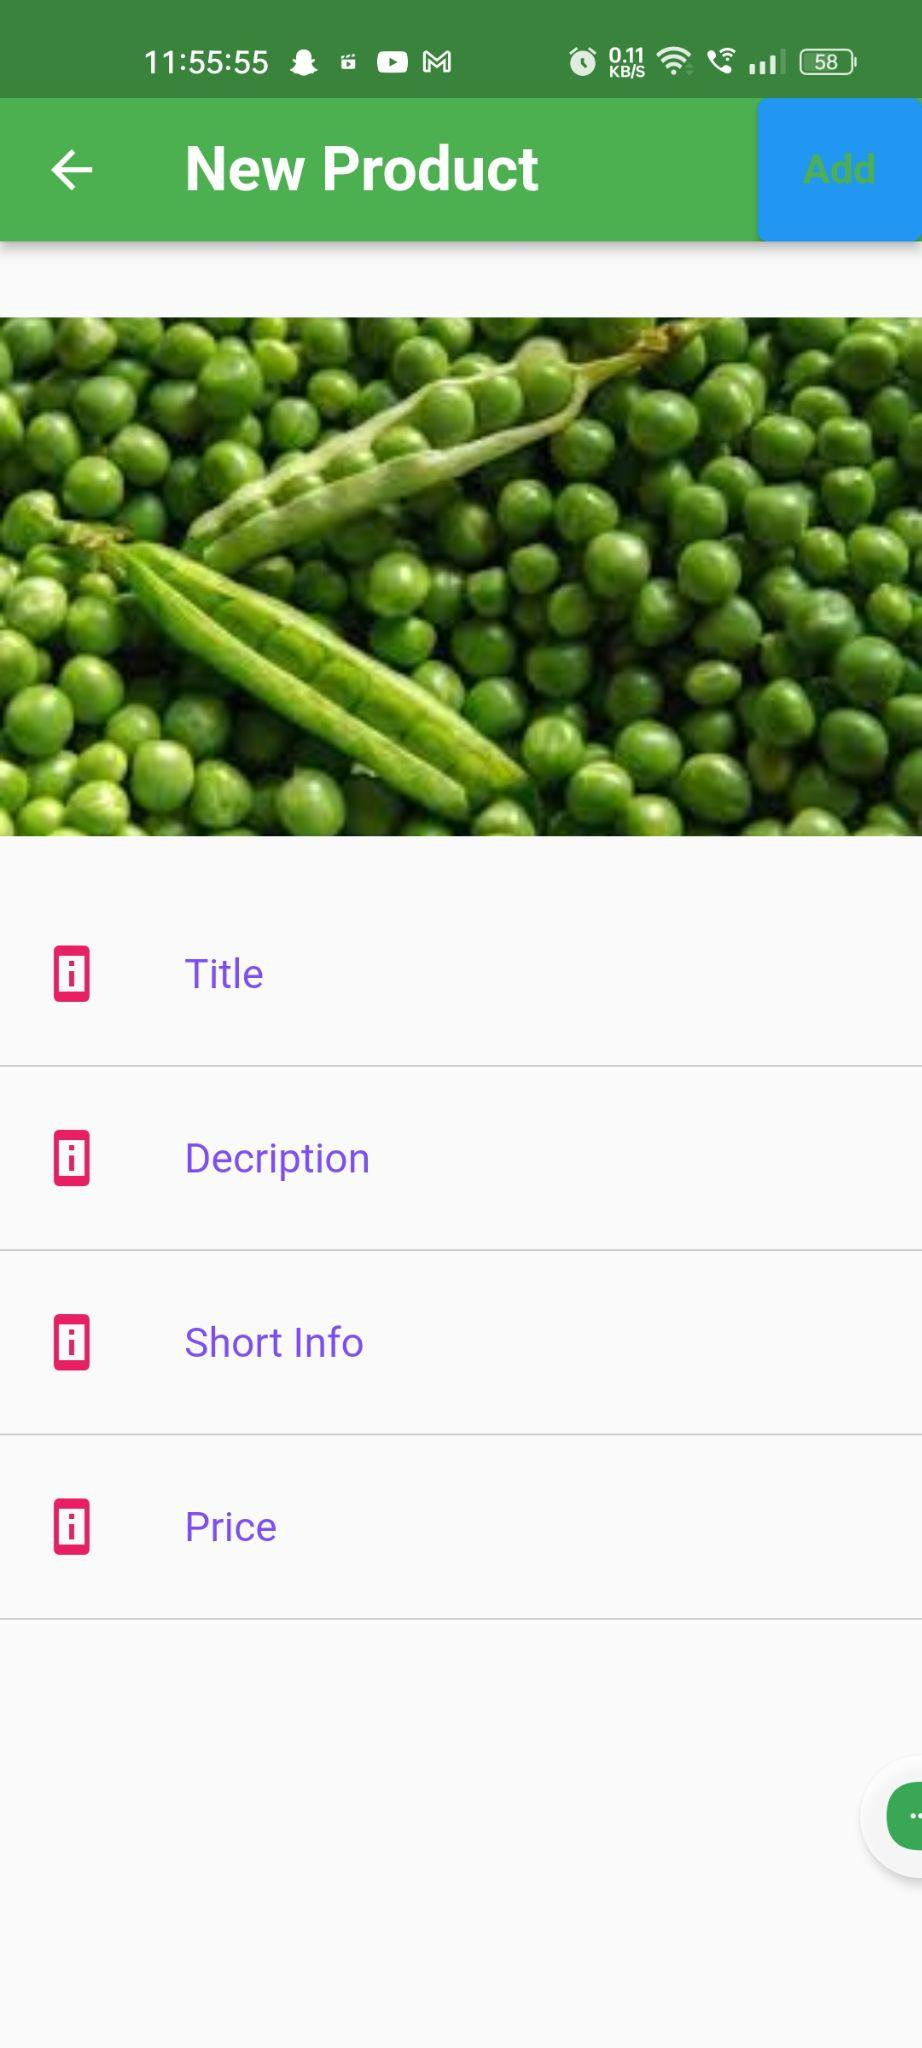 11:55:55
0.11
KB/S
58
New Product
Add
Title
Decription
Short Info
Price